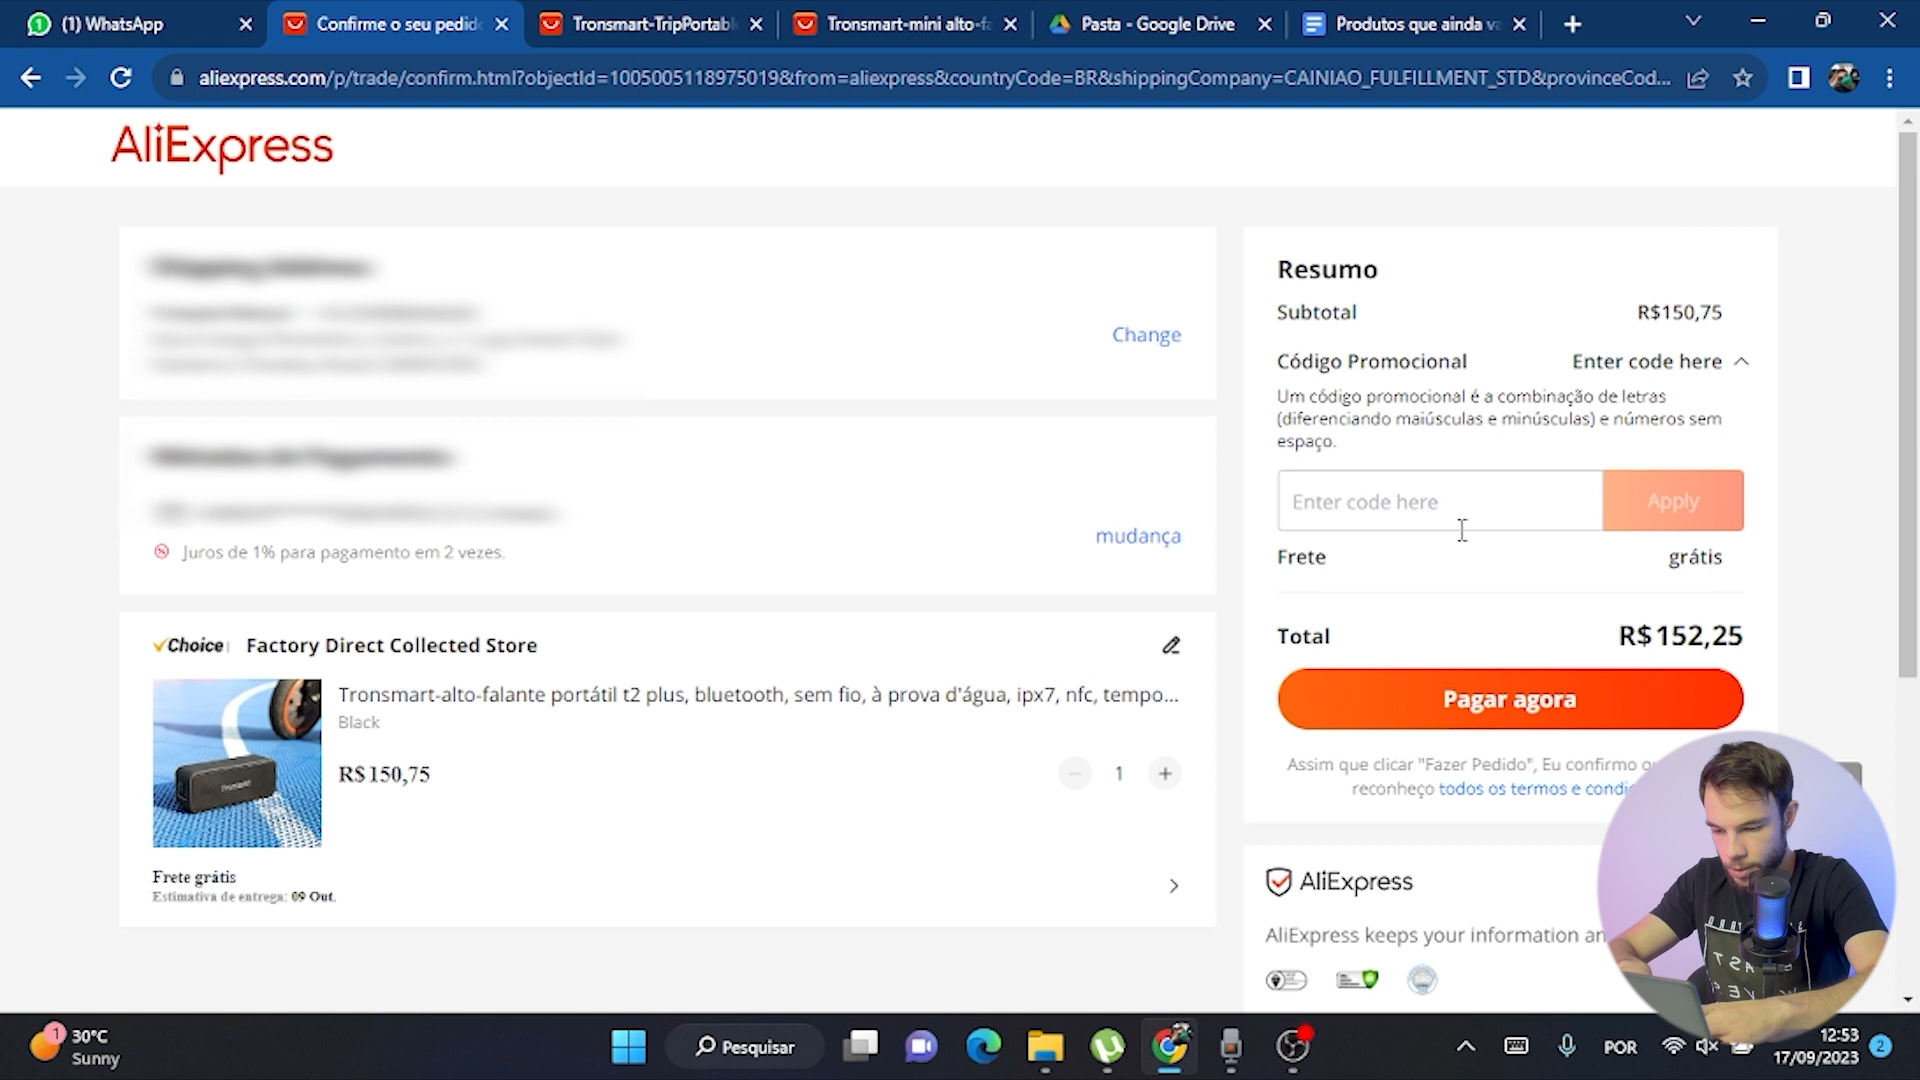 (1) WhatsApp
Confirme o seu pedido
Tronsmart-TripPortabl
Tronsmart-mini alto-fa
Pasta - Google Drive
Produtos que ainda va
aliexpress.com/p/trade/confirm.html?objectId=1005005118975019&from=aliexpress&countryCode=BR&shippingCompany=CAINIAO_FULFILLMENT_STD&provinceCod...
AliExpress
Change
mudança
Juros de 1% para pagamento em 2 vezes.
Choice
Factory Direct Collected Store
Tronsmart-alto-falante portátil t2 plus, bluetooth, sem fio, à prova d'água, ipx7, nfc, tempo...
Black
R$150,75
1
Frete grátis
Estimativa de entrega: 09 Out.
Resumo
Subtotal R$150,75
Código Promocional Enter code here
Um código promocional é a combinação de letras
(diferenciando maiúsculas e minúsculas) e números sem
espaço.
Enter code here Apply
Frete grátis
Total R$152,25
Pagar agora
Assim que clicar "Fazer Pedido", Eu confirmo
reconheço todos os termos e condi
AliExpress
AliExpress keeps your information an
1
30°C
Sunny
Pesquisar
POR
12:53
17/09/2023
2